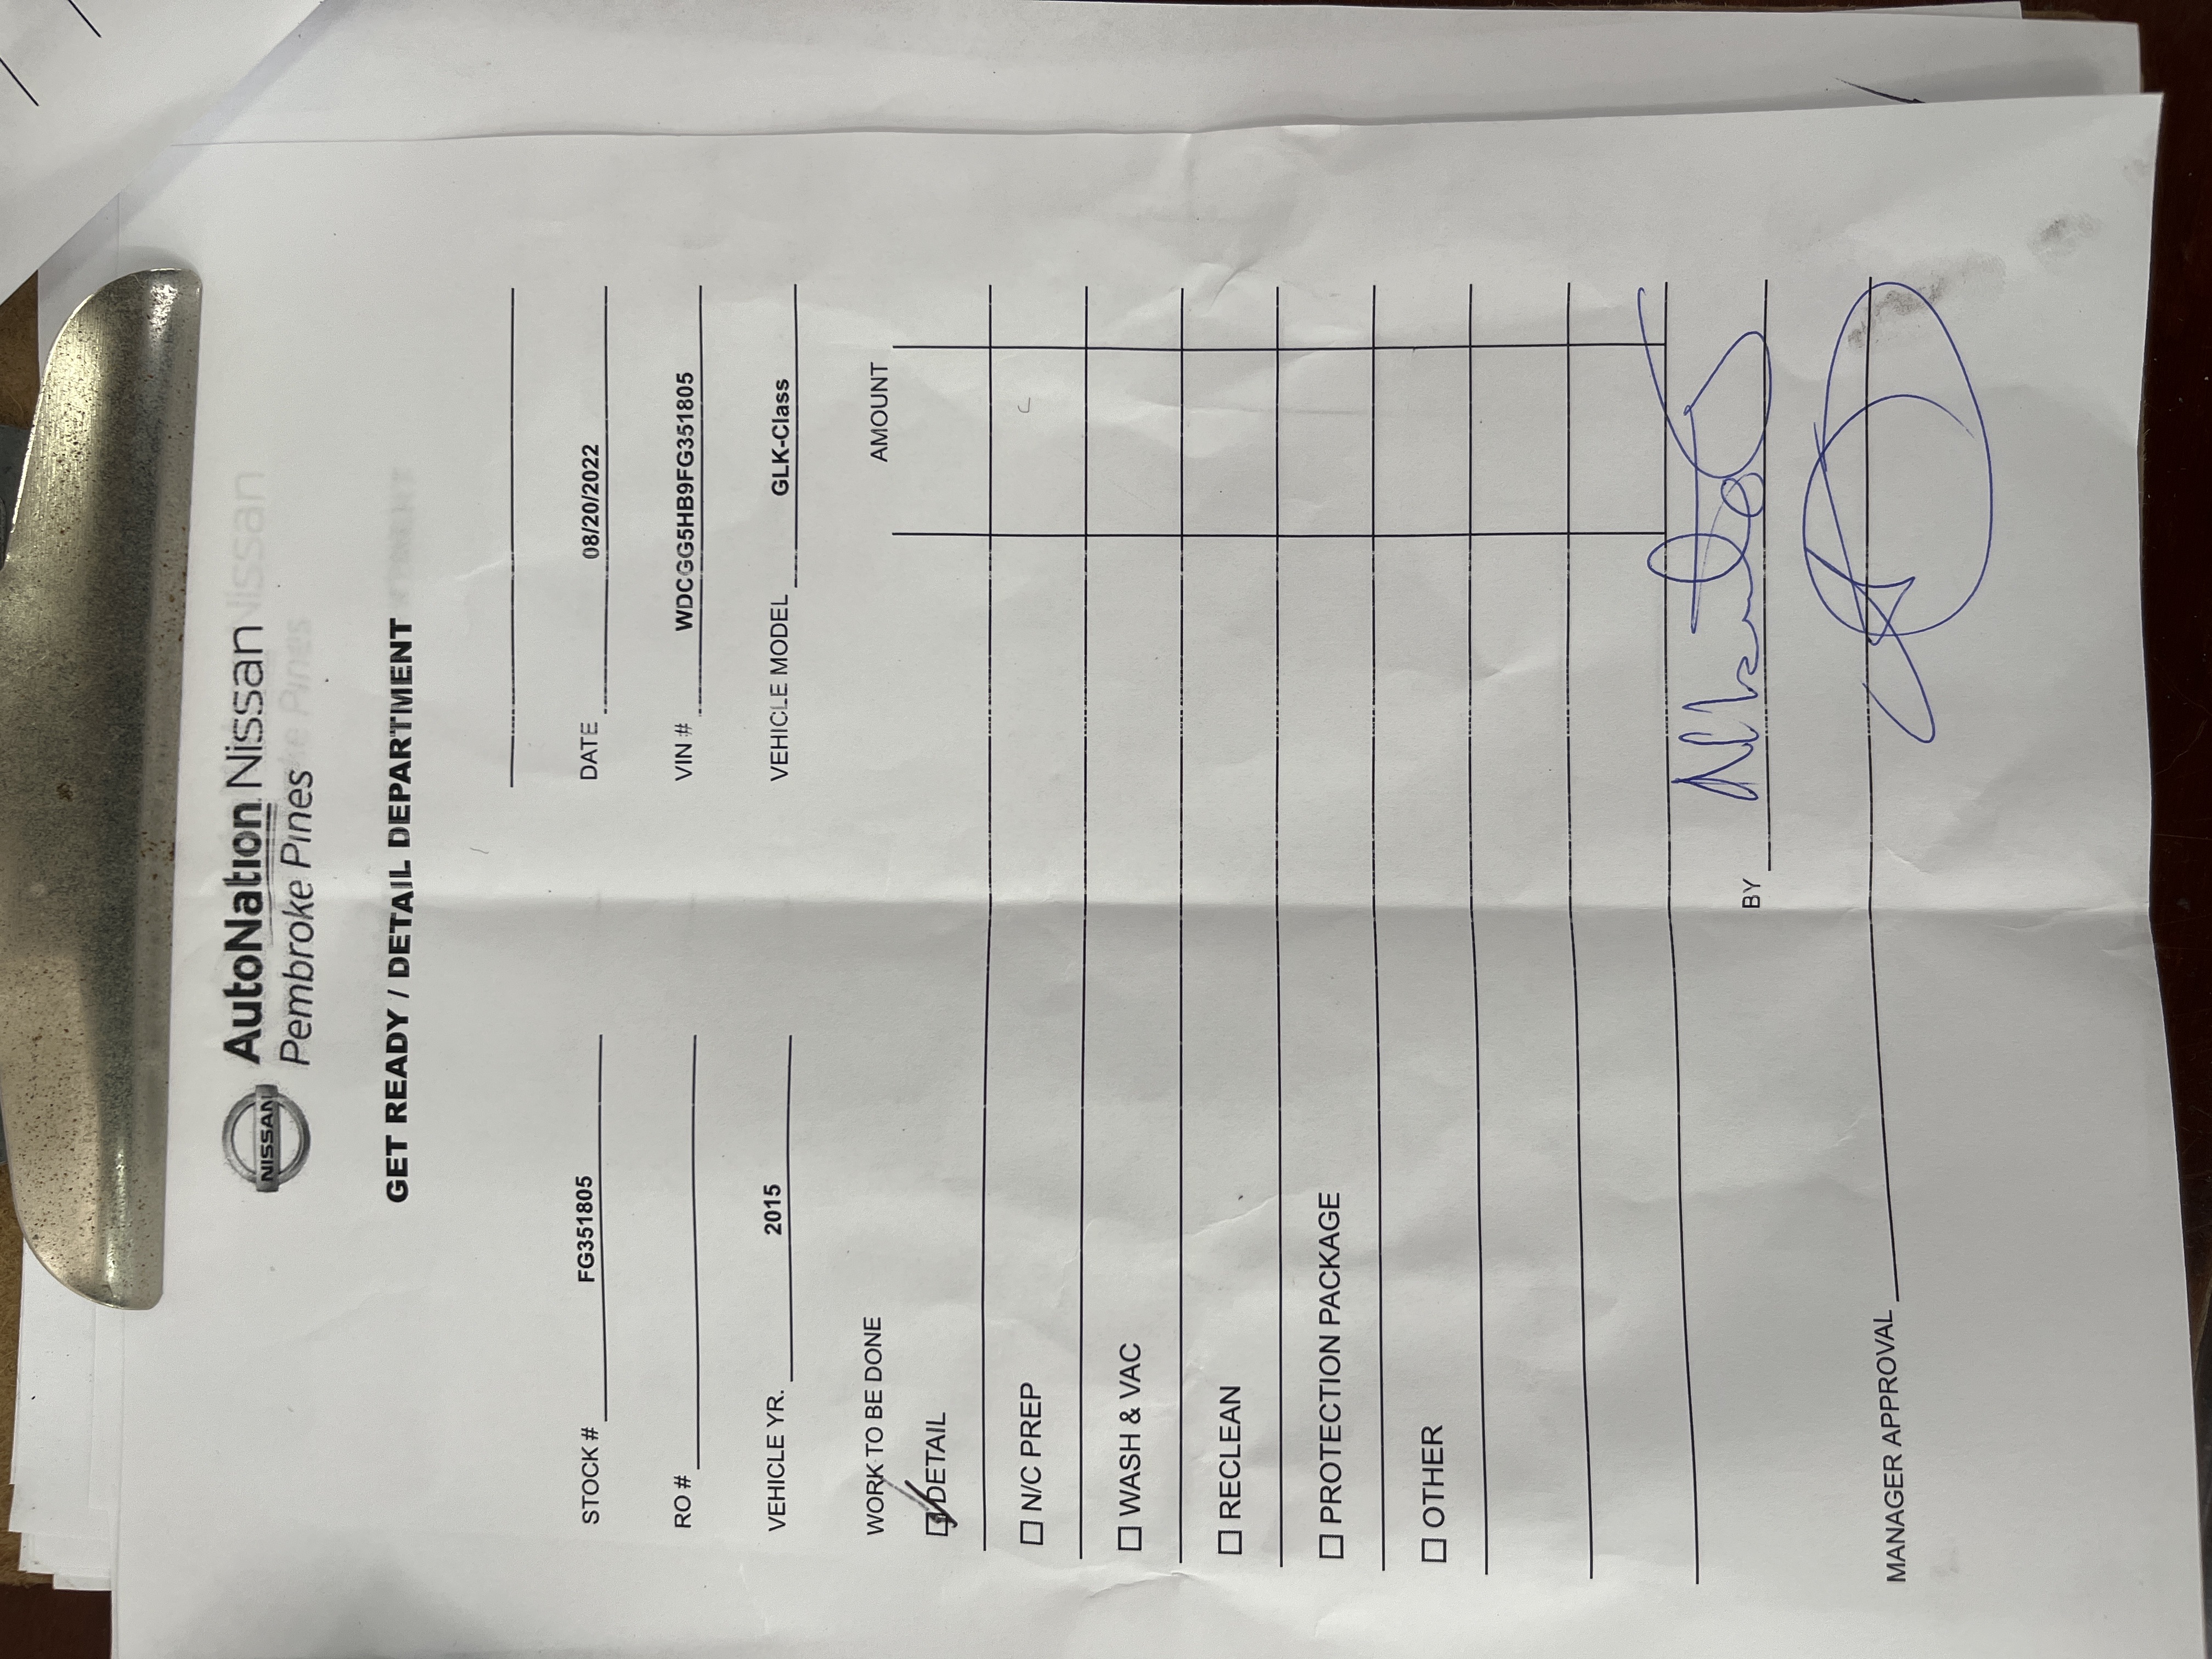 NISSAN AutoNation Nissan
Pembroke Pines
GET READY / DETAIL DEPARTMENT
STOCK # FG351805 DATE 08/20/2022
RO # VIN # WDCGG5HB9FG351805
VEHICLE YR. 2015 VEHICLE MODEL GLK-Class
WORK TO BE DONE AMOUNT
DETAIL
N/C PREP
WASH & VAC
RECLEAN
PROTECTION PACKAGE
OTHER
BY
MANAGER APPROVAL